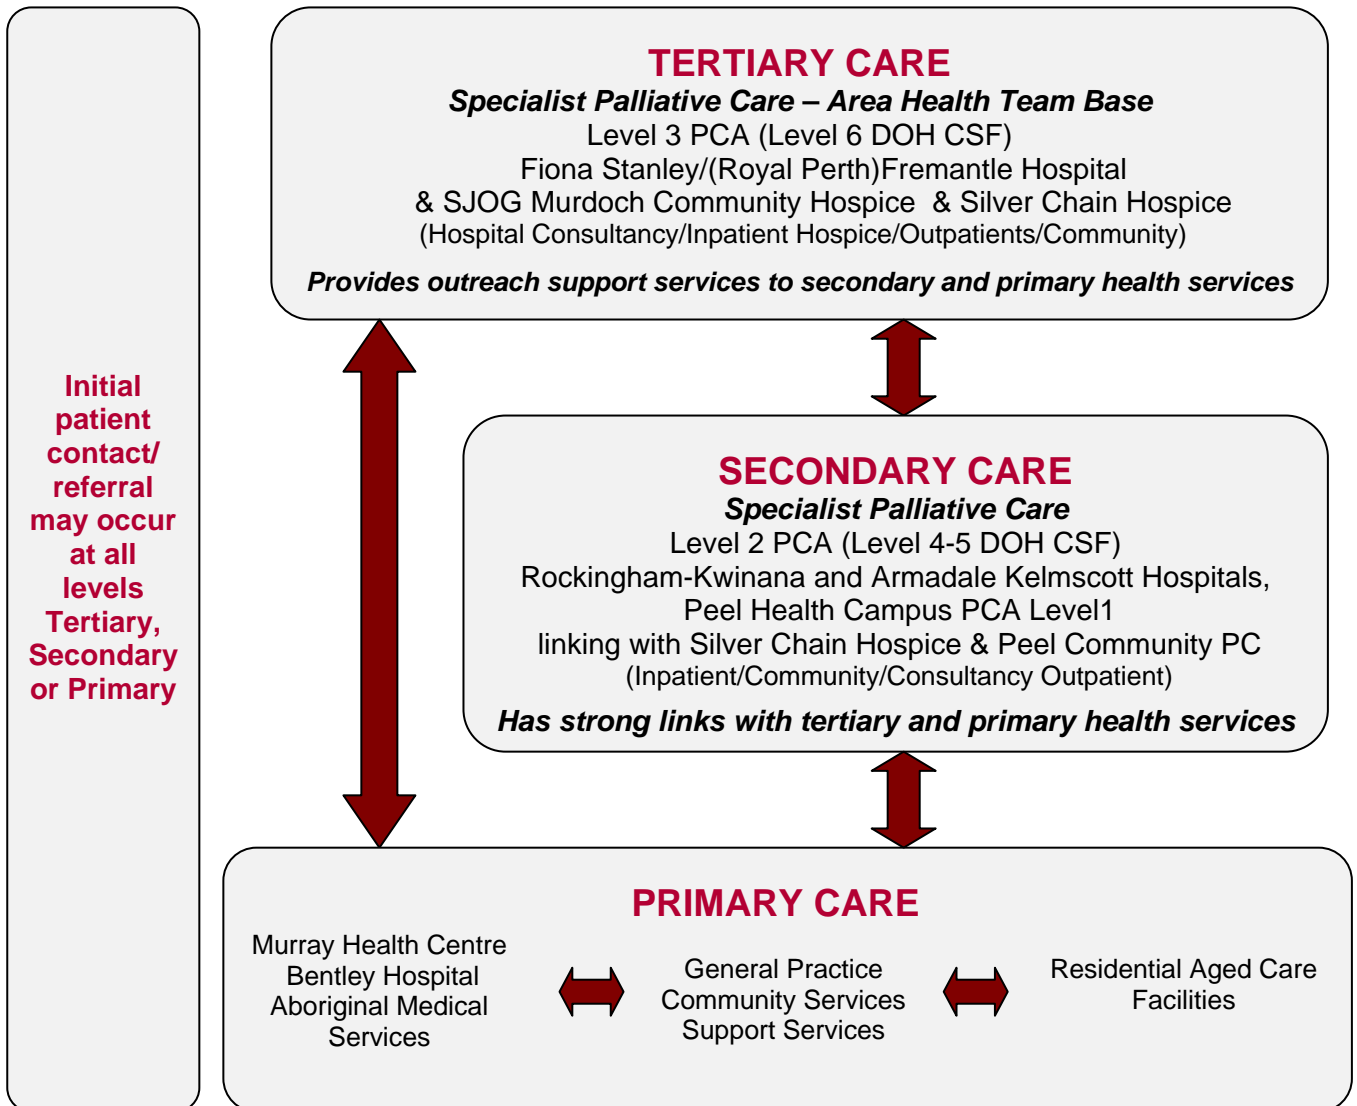 Initial
patient
contact/
referral
may occur
at all
levels
Tertiary,
Secondary
or Primary
TERTIARY CARE
Specialist Palliative Care – Area Health Team Base
Level 3 PCA (Level 6 DOH CSF)
Fiona Stanley/(Royal Perth)Fremantle Hospital
& SJOG Murdoch Community Hospice & Silver Chain Hospice
(Hospital Consultancy/Inpatient Hospice/Outpatients/Community)
Provides outreach support services to secondary and primary health services
SECONDARY CARE
Specialist Palliative Care
Level 2 PCA (Level 4-5 DOH CSF)
Rockingham-Kwinana and Armadale Kelmscott Hospitals,
Peel Health Campus PCA Level1
linking with Silver Chain Hospice & Peel Community PC
(Inpatient/Community/Consultancy Outpatient)
Has strong links with tertiary and primary health services
PRIMARY CARE
Murray Health Centre
Bentley Hospital
Aboriginal Medical
Services
General Practice
Community Services
Support Services
Residential Aged Care
Facilities